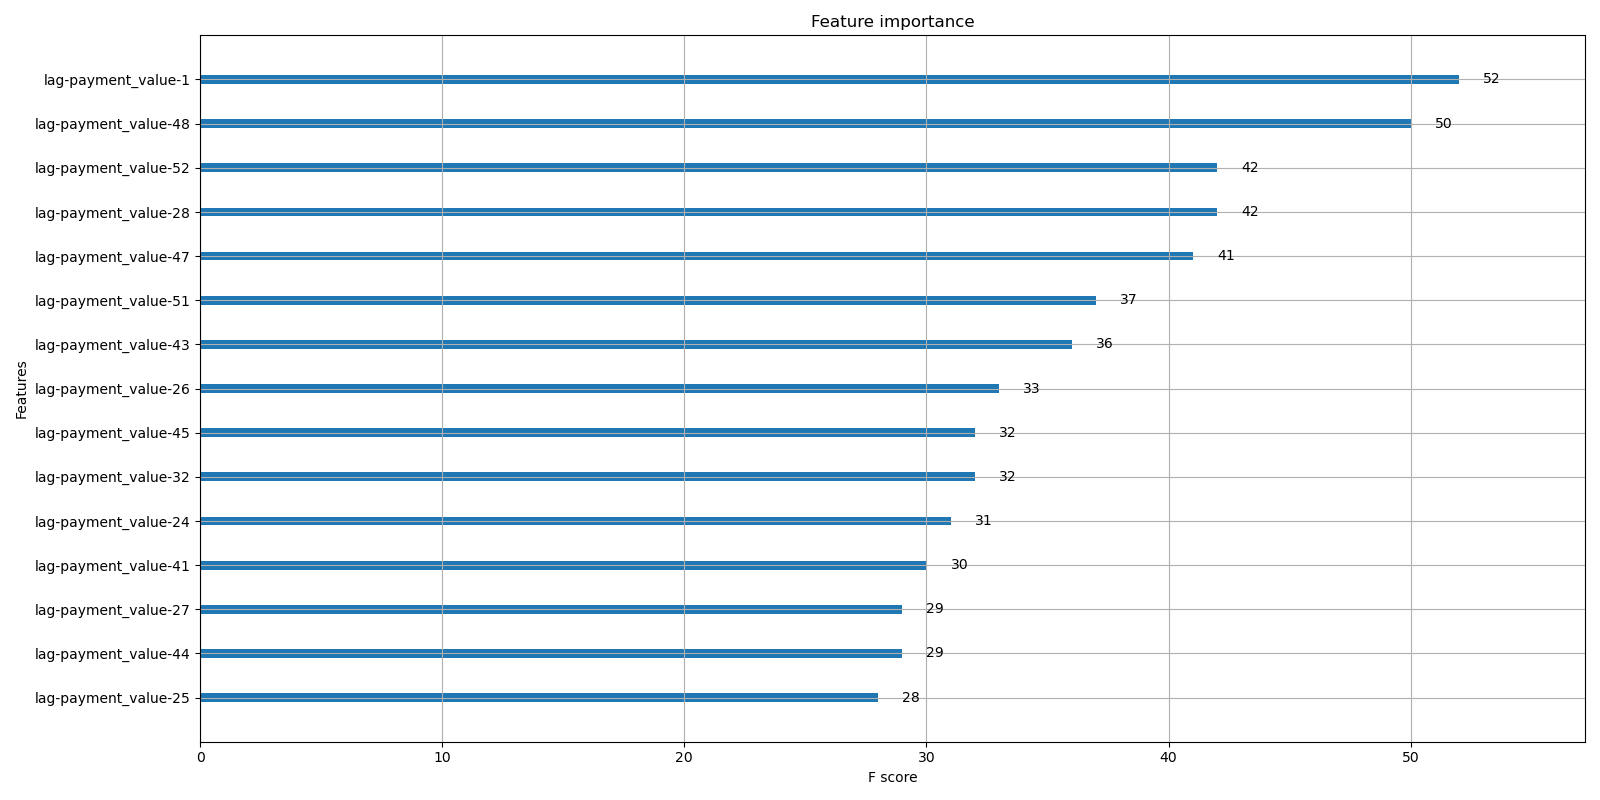 Feature importance
lag-payment_value-1 52
lag-payment_value-48 50
lag-payment_value-52 42
lag-payment_value-28 42
lag-payment_value-47 41
lag-payment_value-51 37
lag-payment_value-43 36
lag-payment_value-26 33
lag-payment_value-45 32
lag-payment_value-32 32
lag-payment_value-24 31
lag-payment_value-41 30
lag-payment_value-27 29
lag-payment_value-44 29
lag-payment_value-25 28
Features
0 10 20 30 40 50
F score